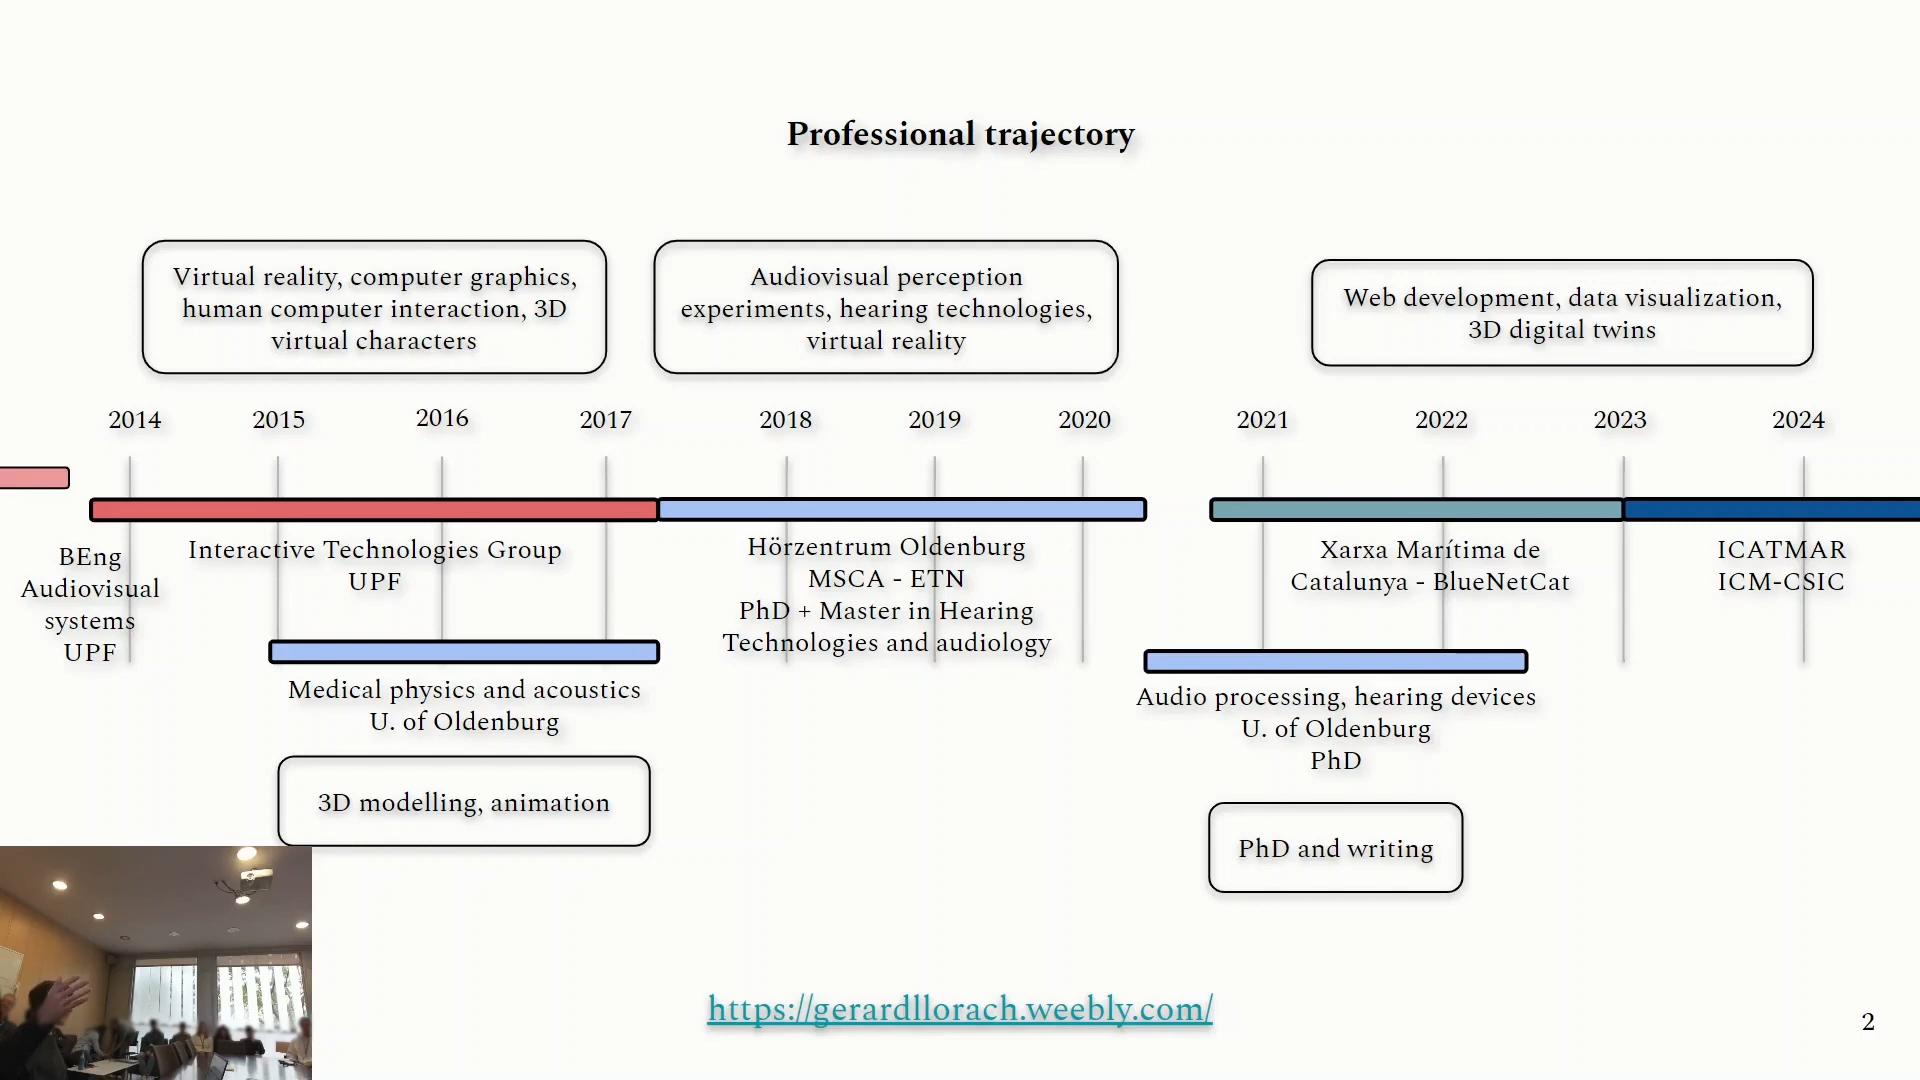 Professional trajectory
Virtual reality, computer graphics,
human computer interaction, 3D
virtual characters
Audiovisual perception
experiments, hearing technologies,
virtual reality
Web development, data visualization,
3D digital twins
2014
2015
2016
2017
2018
2019
2020
2021
2022
2023
2024
BEng
Audiovisual
systems
UPF
Interactive Technologies Group
UPF
Hörzentrum Oldenburg
MSCA - ETN
PhD + Master in Hearing
Technologies and audiology
Xarxa Marítima de
Catalunya - BlueNetCat
ICATMAR
ICM-CSIC
Medical physics and acoustics
U. of Oldenburg
Audio processing, hearing devices
U. of Oldenburg
PhD
3D modelling, animation
PhD and writing
https://gerardllorach.weebly.com/
2